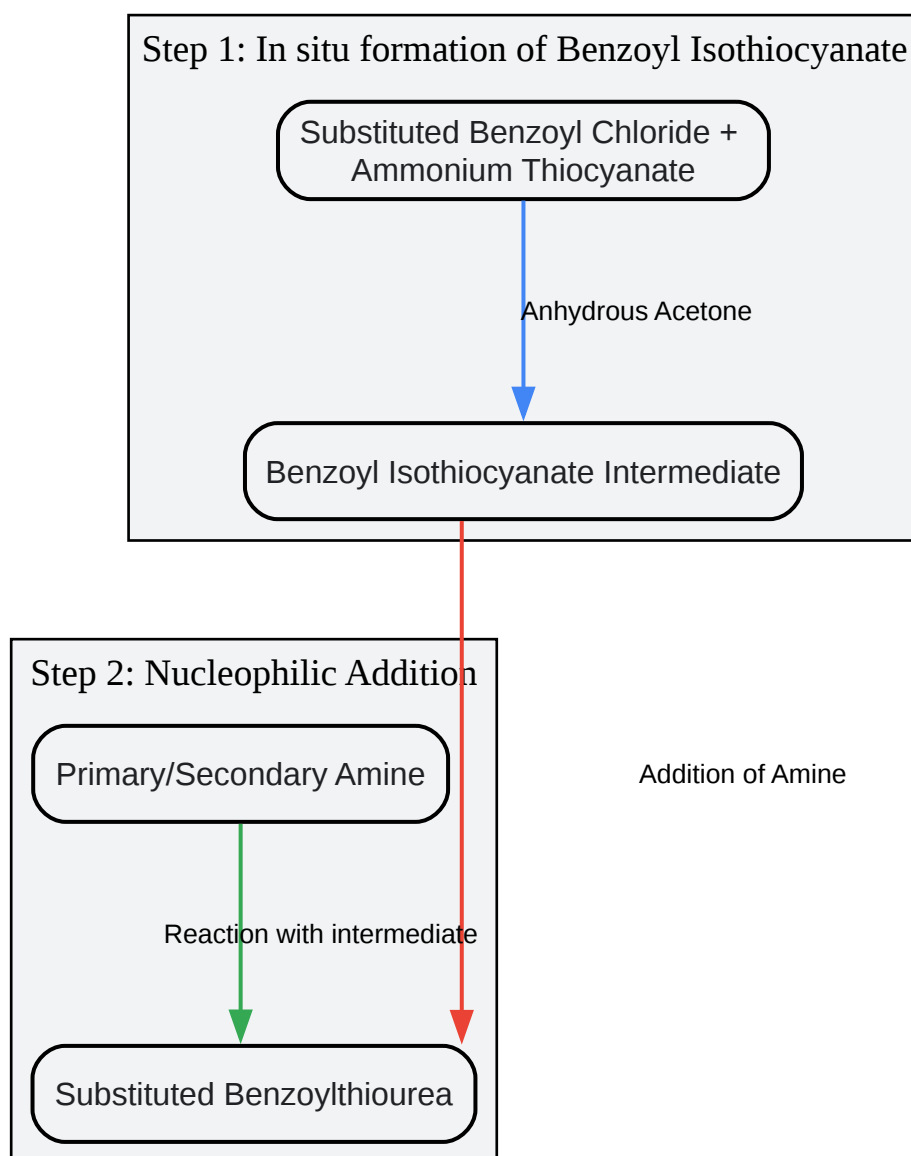 Step 1: In situ formation of Benzoyl Isothiocyanate
Substituted Benzoyl Chloride +
Ammonium Thiocyanate
Anhydrous Acetone
Benzoyl Isothiocyanate Intermediate
Step 2: Nucleophilic Addition
Primary/Secondary Amine
Addition of Amine
Reaction with intermediate
Substituted Benzoylthiourea